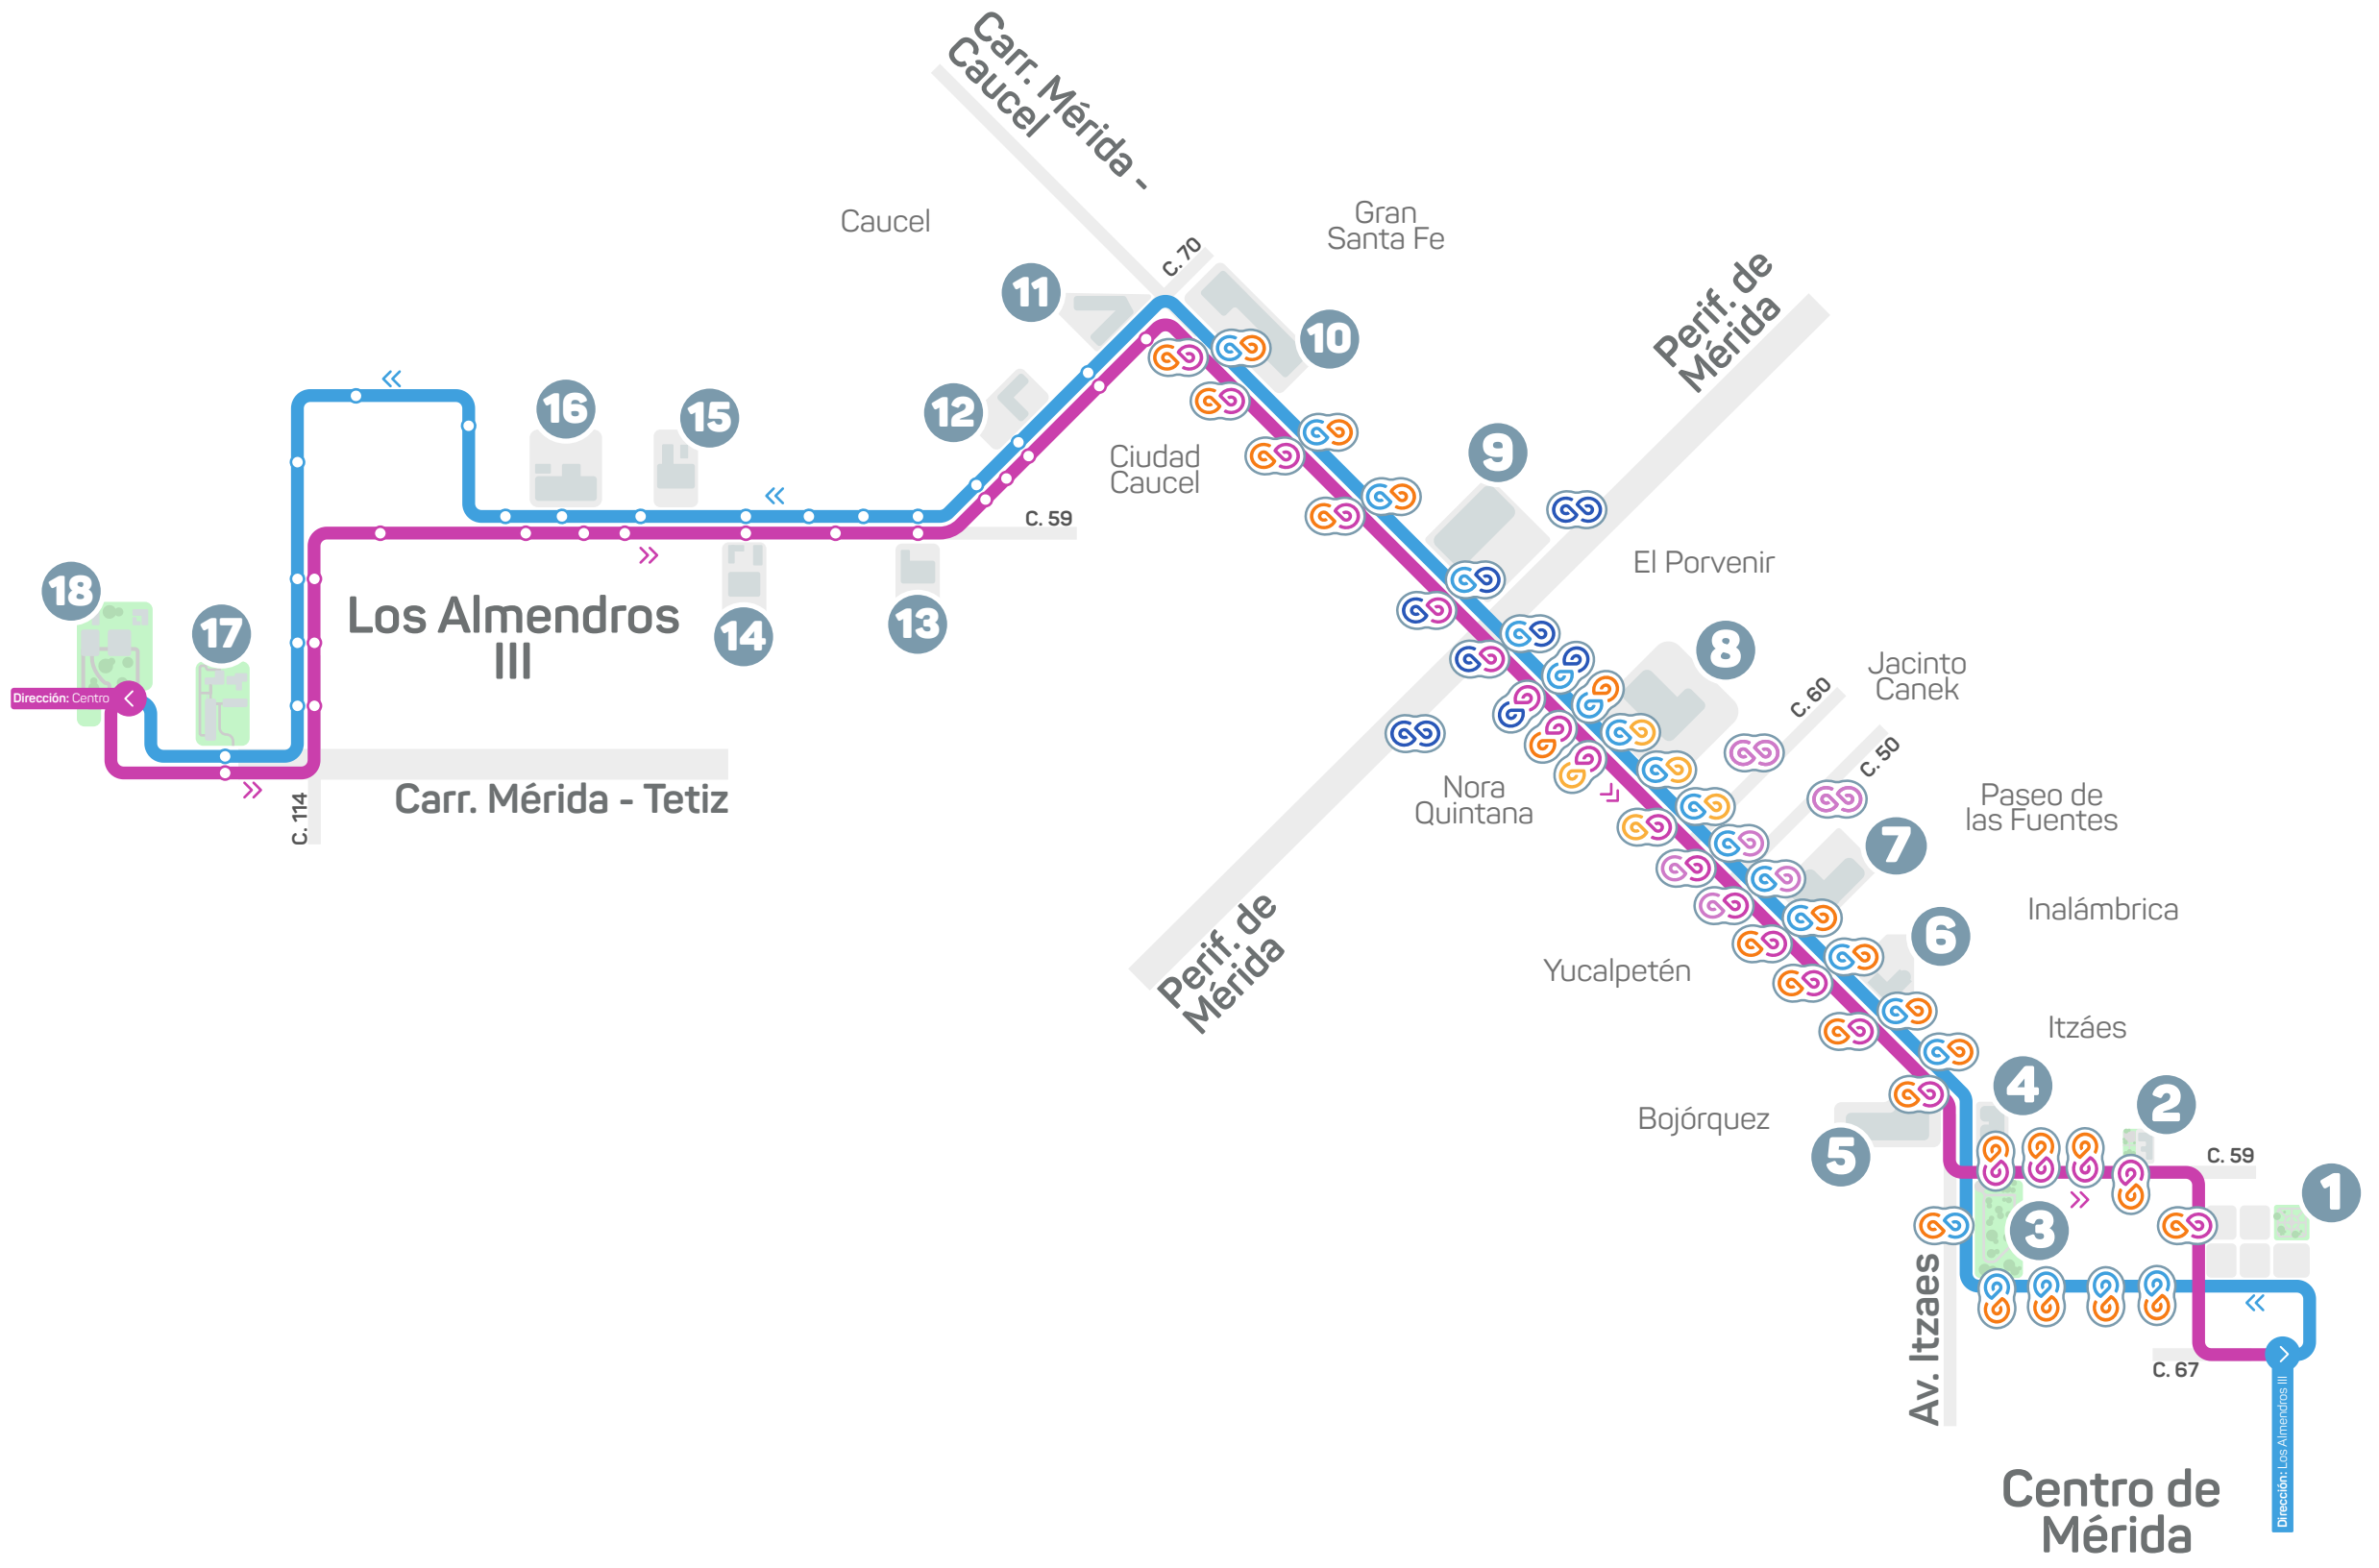 Carr. Mérida -
Caucel
Caucel
Gran
Santa Fe
C. 70
11
10
Perif. de
Mérida
16
15
12
Ciudad
Caucel
9
C. 59
El Porvenir
18
17
Los Almendros
III
14
13
8
Jacinto
Canek
C. 60
C. 50
Dirección: Centro
Carr. Mérida - Tetiz
C. 114
Nora
Quintana
Paseo de
las Fuentes
7
Perif. de
Mérida
Yucalpetén
6
Inalámbrica
Itzáes
Bojórquez
5
4
2
C. 59
3
1
Av. Itzaes
C. 67
Dirección: Los Almendros III
Centro de
Mérida